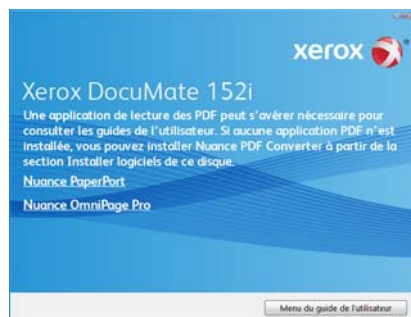 xerox
Xerox DocuMate 152i
Une application de lecture des PDF peut s'avérer nécessaire pour
consulter les guides de l'utilisateur. Si aucune application PDF n'est
installée, vous pouvez installer Nuance PDF Converter à partir de la
section Installer logiciels de ce disque.
Nuance PaperPort
Nuance OmniPage Pro
Menu du guide de l'utilisateur